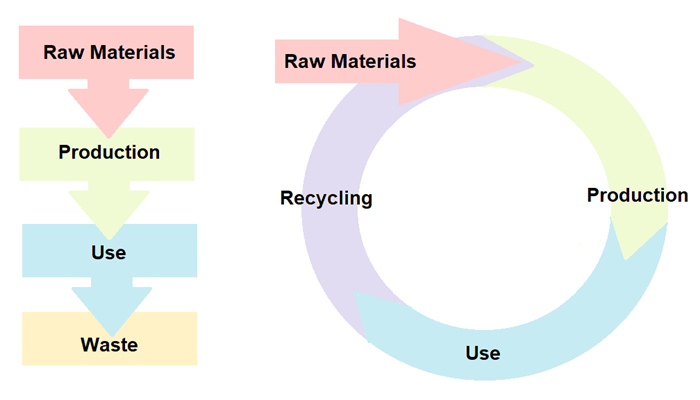 Raw Materials
Production
Use
Waste
Raw Materials
Production
Use
Recycling